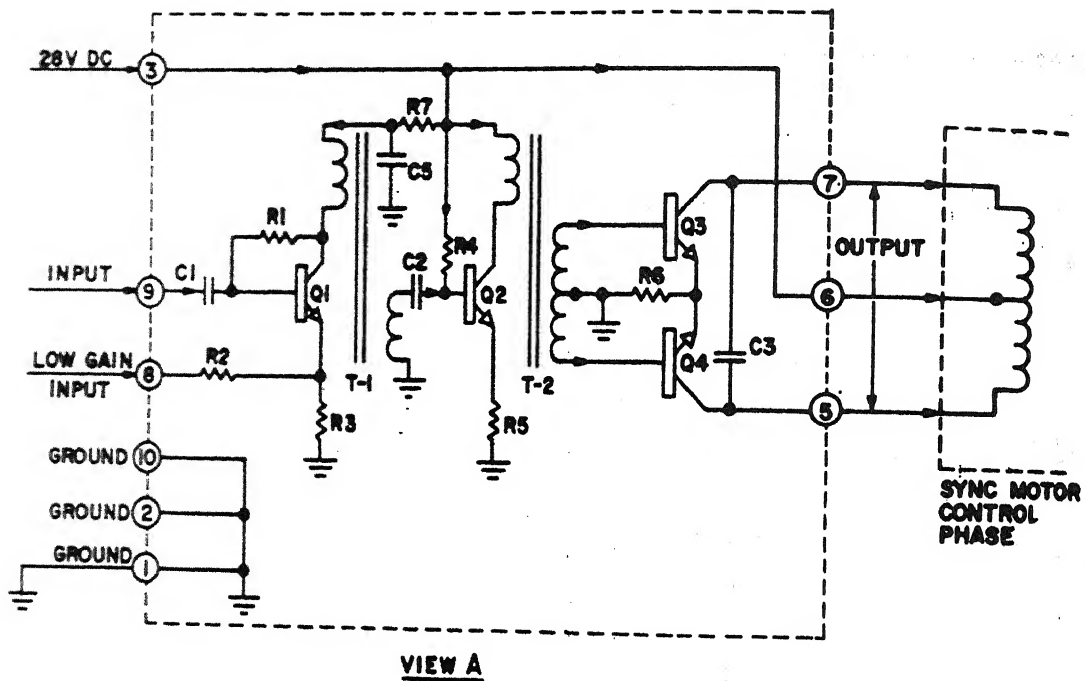 28V DC
3
R7
C5
7
R1
Q3
OUTPUT
INPUT
9
C1
Q1
C2
R4
Q2
R6
6
LOW GAIN
INPUT
8
R2
T-1
T-2
Q4
C3
R3
R5
5
GROUND 10
GROUND 2
GROUND 1
SYNC MOTOR
CONTROL
PHASE
VIEW A